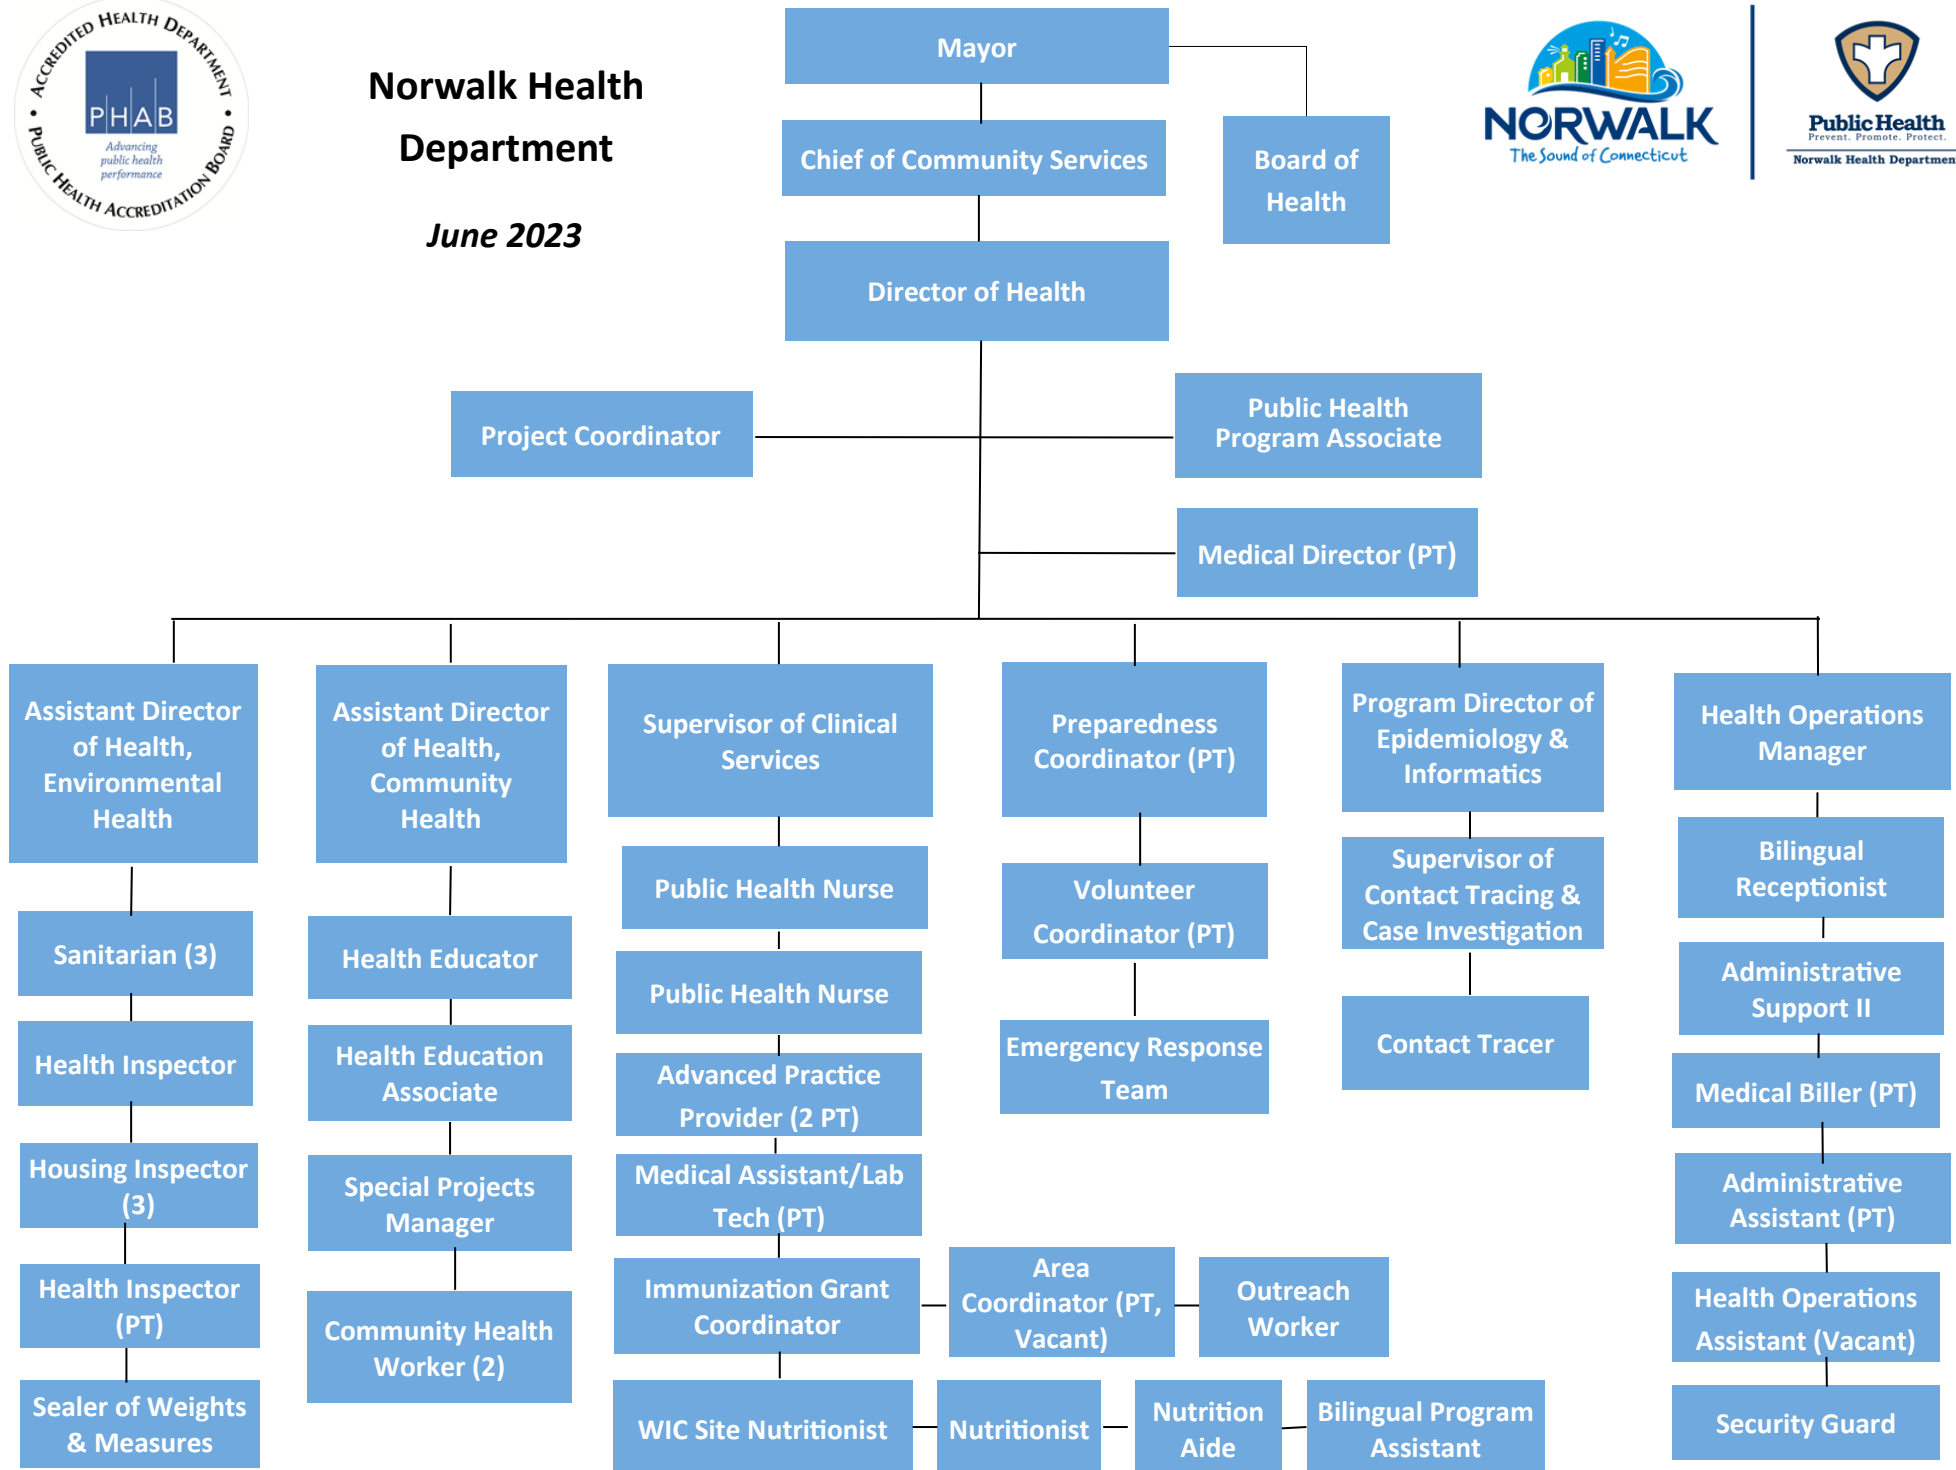 ACCREDITED HEALTH DEPARTMENT
PUBLIC HEALTH ACCREDITATION BOARD
PHAB
Advancing
public health
performance
Norwalk Health
Department
June 2023
NORWALK
The Sound of Connecticut
Public Health
Prevent. Promote. Protect.
Norwalk Health Departmen
Mayor
Chief of Community Services
Board of
Health
Director of Health
Project Coordinator
Public Health
Program Associate
Medical Director (PT)
Assistant Director
of Health,
Environmental
Health
Sanitarian (3)
Health Inspector
Housing Inspector
(3)
Health Inspector
(PT)
Sealer of Weights
& Measures
Assistant Director
of Health,
Community
Health
Health Educator
Health Education
Associate
Special Projects
Manager
Community Health
Worker (2)
Supervisor of Clinical
Services
Public Health Nurse
Public Health Nurse
Advanced Practice
Provider (2 PT)
Medical Assistant/Lab
Tech (PT)
Immunization Grant
Coordinator
Area
Coordinator (PT,
Vacant)
Outreach
Worker
WIC Site Nutritionist
Nutritionist
Nutrition
Aide
Bilingual Program
Assistant
Preparedness
Coordinator (PT)
Volunteer
Coordinator (PT)
Emergency Response
Team
Program Director of
Epidemiology &
Informatics
Supervisor of
Contact Tracing &
Case Investigation
Contact Tracer
Health Operations
Manager
Bilingual
Receptionist
Administrative
Support II
Medical Biller (PT)
Administrative
Assistant (PT)
Health Operations
Assistant (Vacant)
Security Guard